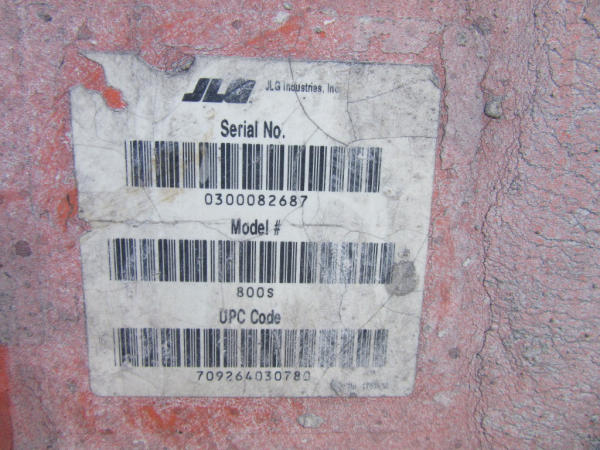 JLG JLG Industries, Inc.
Serial No.
0300082687
Model #
800S
UPC Code
709264030780